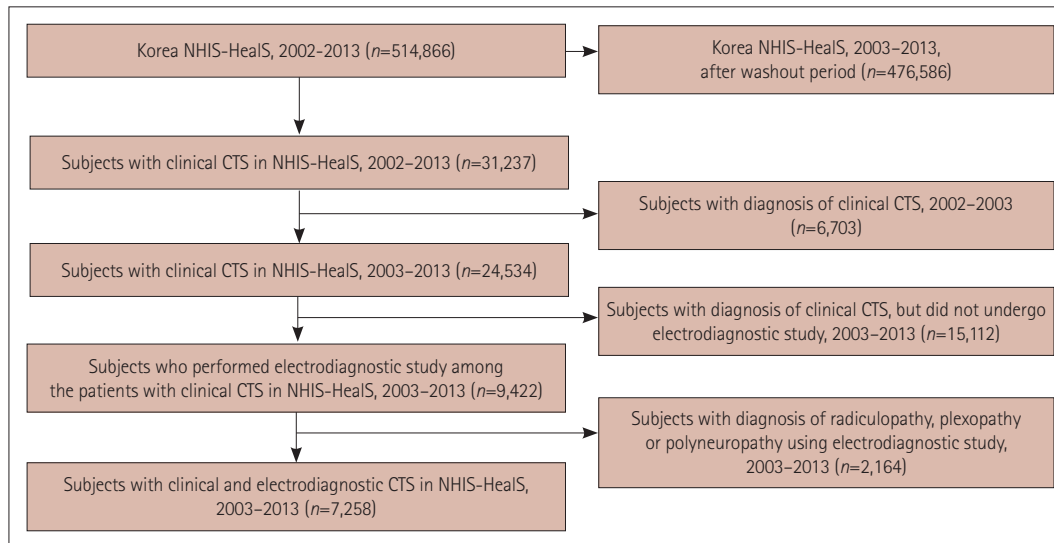 Korea NHIS-HealS, 2002-2013 (n=514,866)
Korea NHIS-HealS, 2003–2013,
after washout period (n=476,586)
Subjects with clinical CTS in NHIS-HealS, 2002–2013 (n=31,237)
Subjects with diagnosis of clinical CTS, 2002–2003
(n=6,703)
Subjects with clinical CTS in NHIS-HealS, 2003–2013 (n=24,534)
Subjects with diagnosis of clinical CTS, but did not undergo
electrodiagnostic study, 2003–2013 (n=15,112)
Subjects who performed electrodiagnostic study among
the patients with clinical CTS in NHIS-HealS, 2003–2013 (n=9,422)
Subjects with diagnosis of radiculopathy, plexopathy
or polyneuropathy using electrodiagnostic study,
2003–2013 (n=2,164)
Subjects with clinical and electrodiagnostic CTS in NHIS-HealS,
2003–2013 (n=7,258)